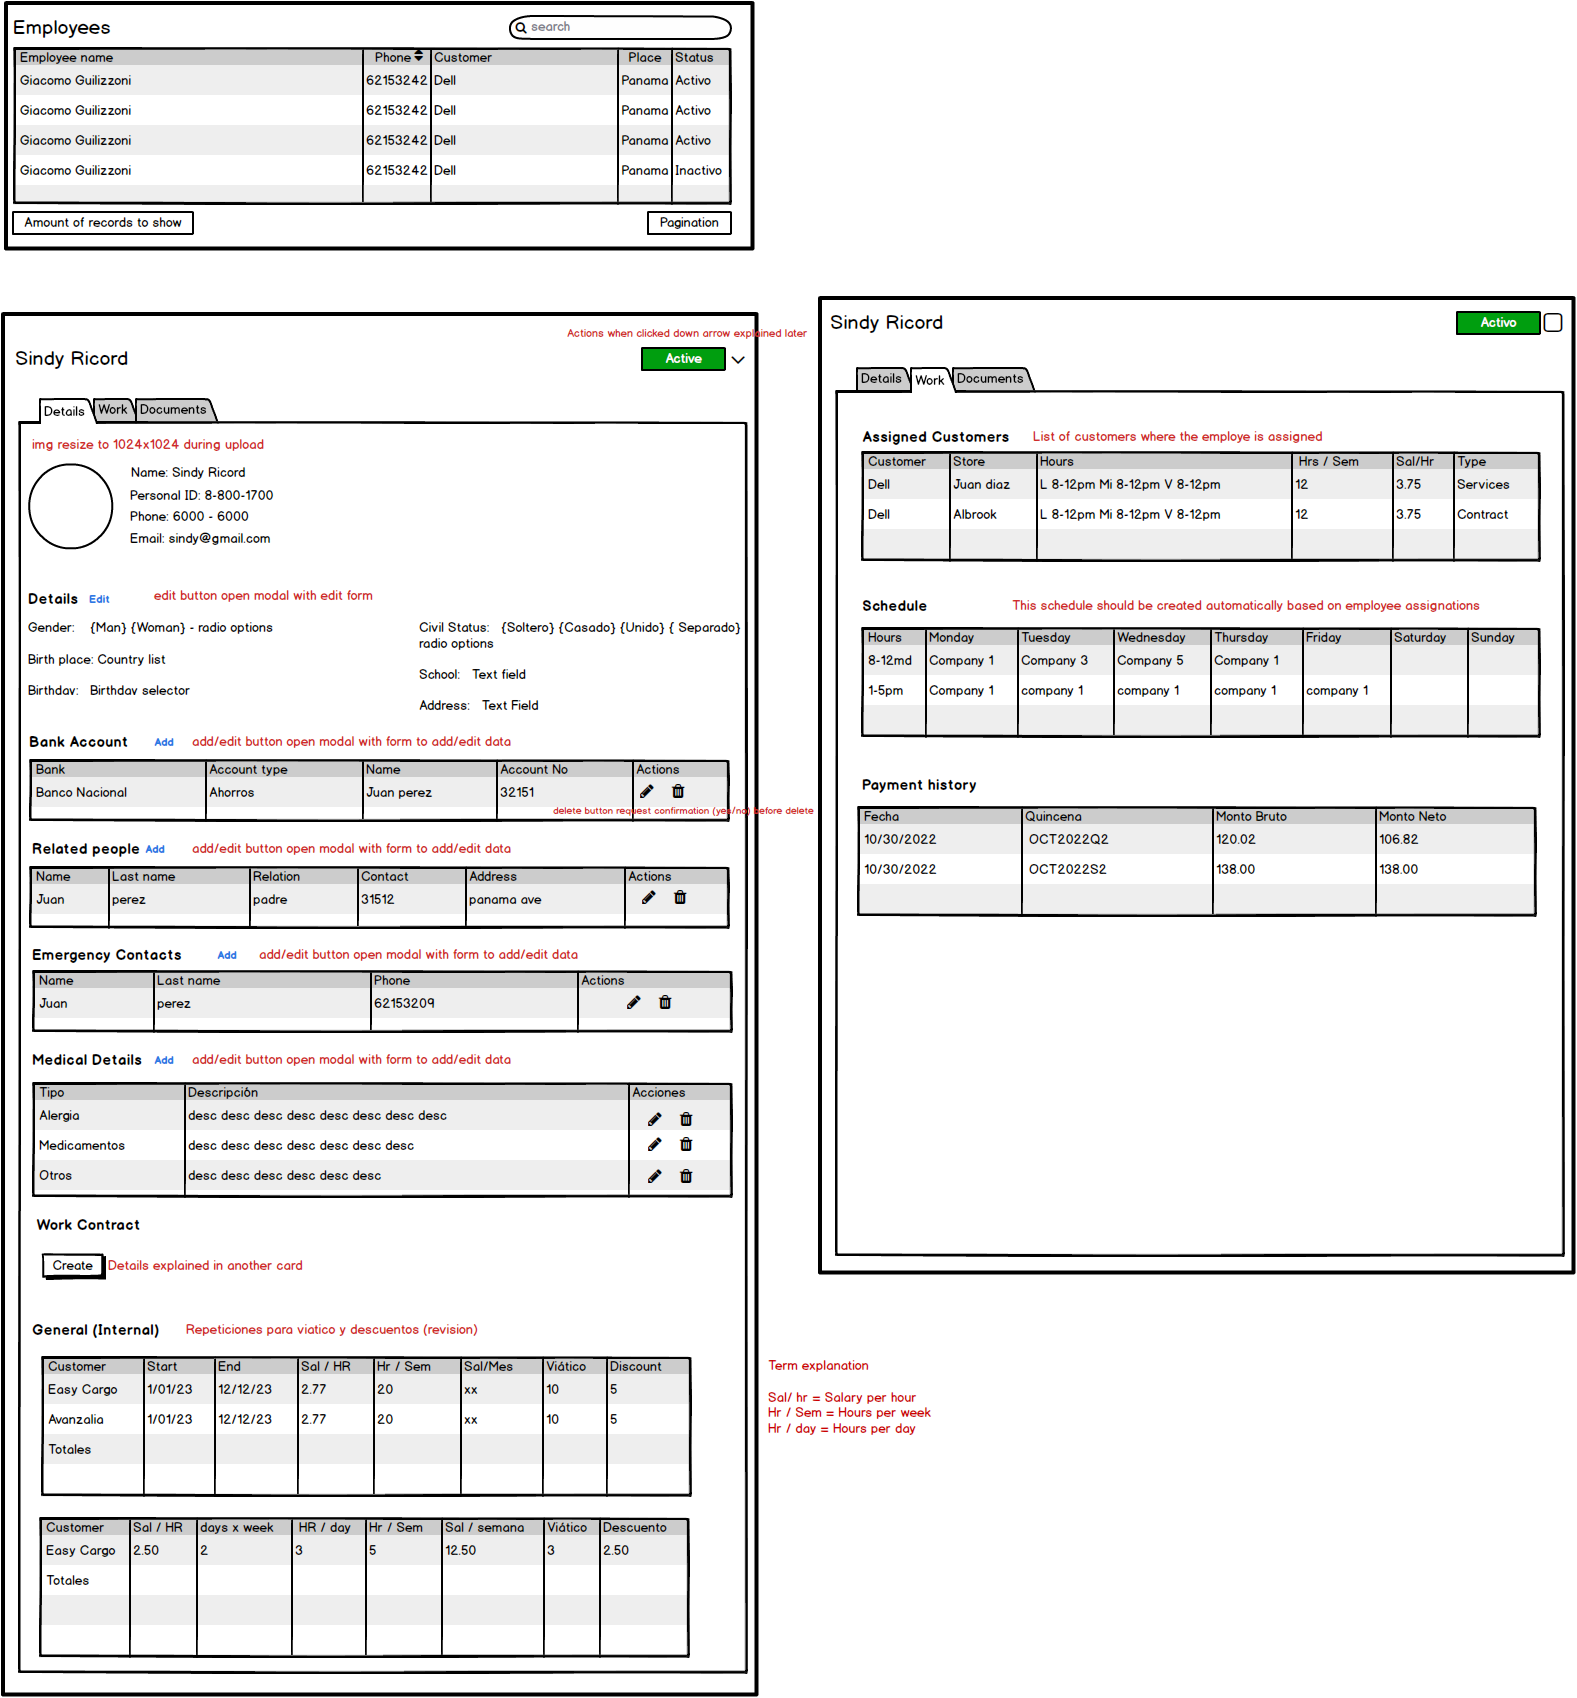 Employees
search
Employee name Phone Customer Place Status
Giacomo Guilizzoni 62153242 Dell Panama Activo
Giacomo Guilizzoni 62153242 Dell Panama Activo
Giacomo Guilizzoni 62153242 Dell Panama Activo
Giacomo Guilizzoni 62153242 Dell Panama Inactivo
Amount of records to show Pagination
Actions when clicked down arrow explained later
Sindy Ricord Active
Details Work Documents
img resize to 1024x1024 during upload
Name: Sindy Ricord
Personal ID: 8-800-1700
Phone: 6000 - 6000
Email: sindy@gmail.com
Details Edit edit button open modal with edit form
Gender: {Man} {Woman} - radio options
Birth place: Country list
Birthday: Birthday selector
Civil Status: {Soltero} {Casado} {Unido} { Separado}
radio options
School: Text field
Address: Text Field
Bank Account Add add/edit button open modal with form to add/edit data
Bank Account type Name Account No Actions
Banco Nacional Ahorros Juan perez 32151
delete button request confirmation (yes/no) before delete
Related people Add add/edit button open modal with form to add/edit data
Name Last name Relation Contact Address Actions
Juan perez padre 31512 panama ave
Emergency Contacts Add add/edit button open modal with form to add/edit data
Name Last name Phone Actions
Juan perez 62153209
Medical Details Add add/edit button open modal with form to add/edit data
Tipo Descripción Acciones
Alergia desc desc desc desc desc desc desc desc
Medicamentos desc desc desc desc desc desc desc
Otros desc desc desc desc desc desc
Work Contract
Create Details explained in another card
General (Internal) Repeticiones para viatico y descuentos (revision)
Customer Start End Sal / HR Hr / Sem Sal/Mes Viático Discount
Easy Cargo 1/01/23 12/12/23 2.77 20 xx 10 5
Avanzalia 1/01/23 12/12/23 2.77 20 xx 10 5
Totales
Customer Sal / HR days x week HR / day Hr / Sem Sal / semana Viático Descuento
Easy Cargo 2.50 2 3 5 12.50 3 2.50
Totales
Term explanation
Sal/ hr = Salary per hour
Hr / Sem = Hours per week
Hr / day = Hours per day
Sindy Ricord Activo
Details Work Documents
Assigned Customers List of customers where the employe is assigned
Customer Store Hours Hrs / Sem Sal/Hr Type
Dell Juan diaz L 8-12pm Mi 8-12pm V 8-12pm 12 3.75 Services
Dell Albrook L 8-12pm Mi 8-12pm V 8-12pm 12 3.75 Contract
Schedule This schedule should be created automatically based on employee assignations
Hours Monday Tuesday Wednesday Thursday Friday Saturday Sunday
8-12md Company 1 Company 3 Company 5 Company 1
1-5pm Company 1 company 1 company 1 company 1 company 1
Payment history
Fecha Quincena Monto Bruto Monto Neto
10/30/2022 OCT2022Q2 120.02 106.82
10/30/2022 OCT2022S2 138.00 138.00